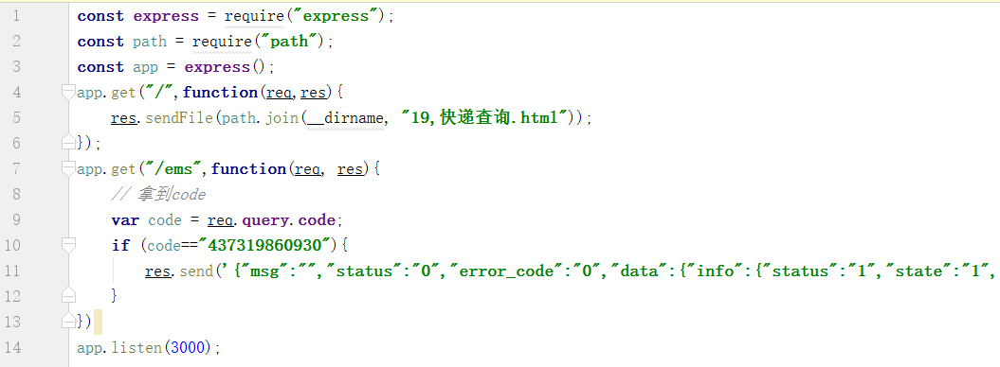 1 const express = require("express");
2 const path = require("path");
3 const app = express();
4 app.get("/",function(req,res){
5 res.sendFile(path.join(__dirname, "19,快递查询.html"));
6 });
7 app.get("/ems",function(req, res){
8 // 拿到code
9 var code = req.query.code;
10 if (code=="437319860930"){
11 res.send('{"msg":"","status":"0","error_code":"0","data":{"info":{"status":"1","state":"1",
12 }
13 })
14 app.listen(3000);